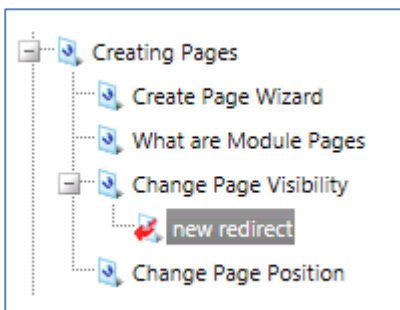 Creating Pages
Create Page Wizard
What are Module Pages
Change Page Visibility
new redirect
Change Page Position